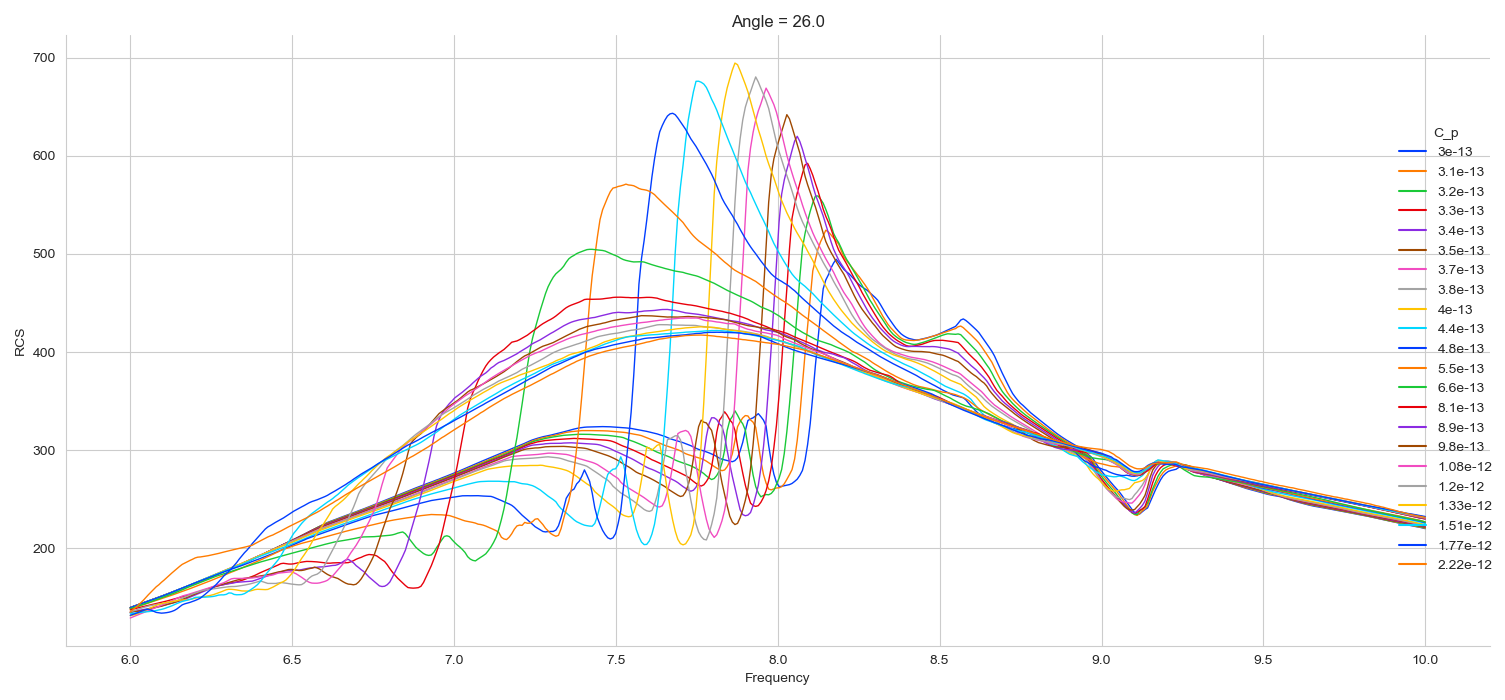 Angle = 26.0
700
600
500
400
300
200
RCS
6.0 6.5 7.0 7.5 8.0 8.5 9.0 9.5 10.0
Frequency
C_p
3e-13
3.1e-13
3.2e-13
3.3e-13
3.4e-13
3.5e-13
3.7e-13
3.8e-13
4e-13
4.4e-13
4.8e-13
5.5e-13
6.6e-13
8.1e-13
8.9e-13
9.8e-13
1.08e-12
1.2e-12
1.33e-12
1.51e-12
1.77e-12
2.22e-12